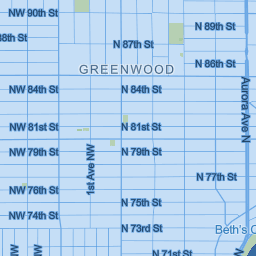 NW 90th St
N 89th St
88th St
N 87th St
N 86th St
GREENWOOD
NW 84th St
N 84th St
Aurora Ave N
NW 81st St
N 81st St
NW 79th St
N 79th St
1st Ave NW
N 77th St
NW 76th St
N 75th St
NW 74th St
N 73rd St
Beth's C
N 71st St